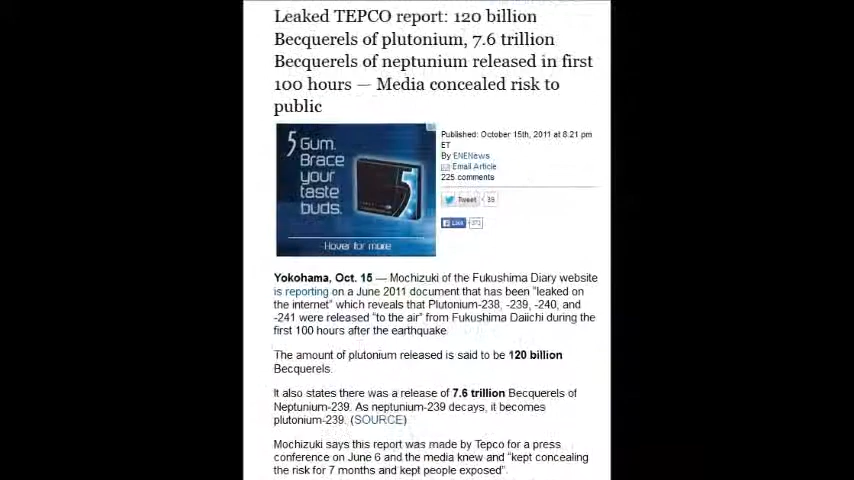 Leaked TEPCO report: 120 billion
Becquerels of plutonium, 7.6 trillion
Becquerels of neptunium released in first
100 hours — Media concealed risk to
public
5 Gum.
Brace
your
taste
buds.
5
Hover for more
Published: October 15th, 2011 at 8:21 pm
ET
By ENENews
Email Article
225 comments
Tweet
Like
Yokohama, Oct. 15 — Mochizuki of the Fukushima Diary website
is reporting on a June 2011 document that has been "leaked on
the internet" which reveals that Plutonium-238, -239, -240, and
-241 were released "to the air" from Fukushima Daiichi during the
first 100 hours after the earthquake.
The amount of plutonium released is said to be 120 billion
Becquerels.
It also states there was a release of 7.6 trillion Becquerels of
Neptunium-239. As neptunium-239 decays, it becomes
plutonium-239. (SOURCE)
Mochizuki says this report was made by Tepco for a press
conference on June 6 and the media knew and "kept concealing
the risk for 7 months and kept people exposed".